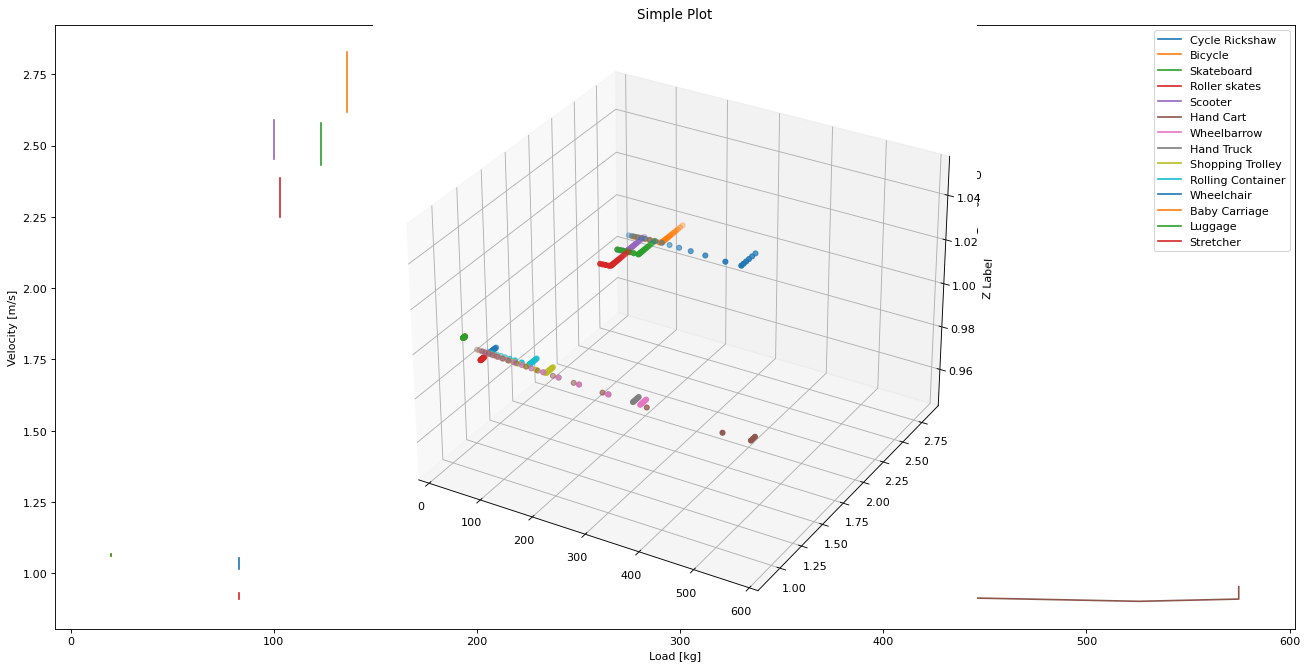 Simple Plot
Velocity [m/s]
2.75
2.50
2.25
2.00
1.75
1.50
1.25
1.00
0
100
200
300
400
500
600
Load [kg]
Cycle Rickshaw
Bicycle
Skateboard
Roller skates
Scooter
Hand Cart
Wheelbarrow
Hand Truck
Shopping Trolley
Rolling Container
Wheelchair
Baby Carriage
Luggage
Stretcher
0
100
200
300
400
500
600
1.00
1.25
1.50
1.75
2.00
2.25
2.50
2.75
1.04
1.02
1.00
0.98
0.96
Z Label